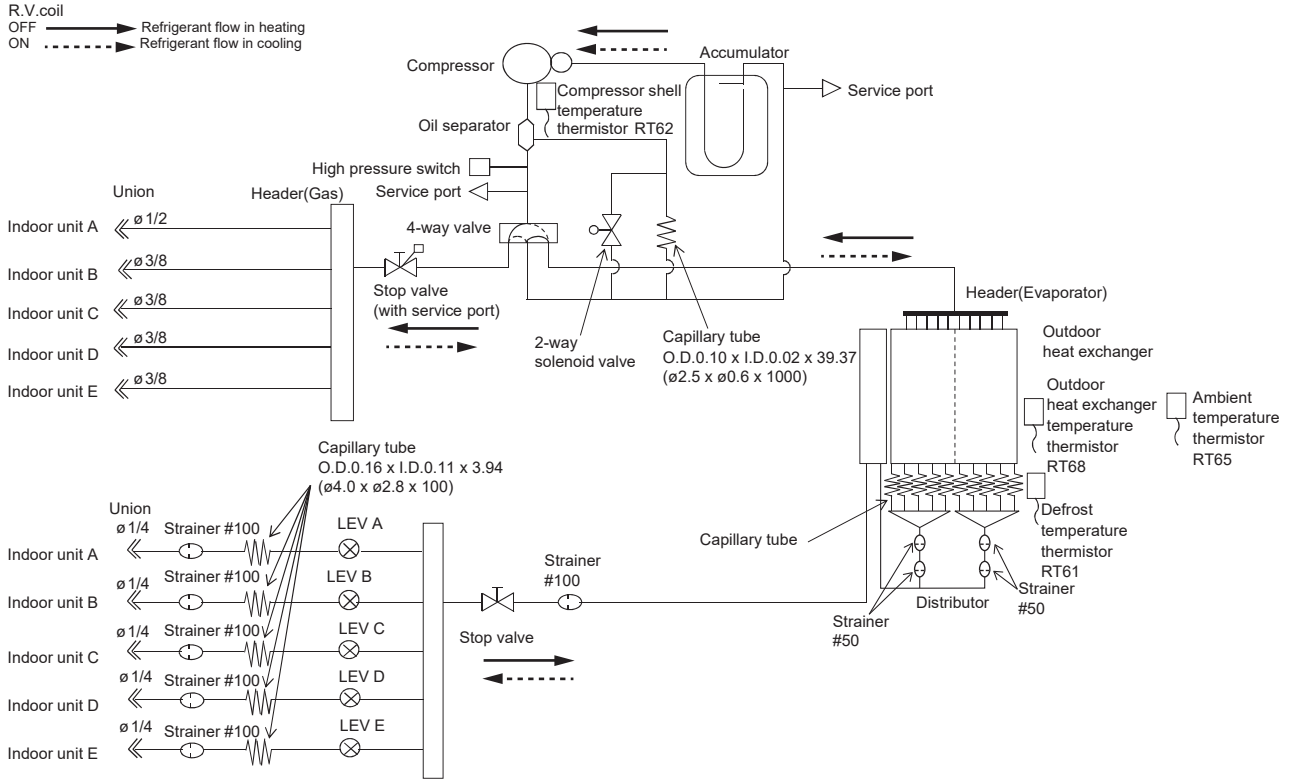 R.V.coil
OFF Refrigerant flow in heating
ON Refrigerant flow in cooling
Compressor
Accumulator
Service port
Compressor shell
temperature
thermistor RT62
Oil separator
High pressure switch
Service port
Union
Header(Gas)
4-way valve
Indoor unit A
ø 1/2
Indoor unit B
ø 3/8
Indoor unit C
ø 3/8
Indoor unit D
ø 3/8
Indoor unit E
ø 3/8
Stop valve
(with service port)
2-way
solenoid valve
Capillary tube
O.D.0.10 x I.D.0.02 x 39.37
(ø2.5 x ø0.6 x 1000)
Header(Evaporator)
Outdoor
heat exchanger
Outdoor
heat exchanger
temperature
thermistor
RT68
Ambient
temperature
thermistor
RT65
Defrost
temperature
thermistor
RT61
Capillary tube
Distributor
Strainer
#50
Strainer
#50
Capillary tube
O.D.0.16 x I.D.0.11 x 3.94
(ø4.0 x ø2.8 x 100)
Union
Indoor unit A
ø 1/4
Strainer #100
LEV A
Indoor unit B
ø 1/4
Strainer #100
LEV B
Indoor unit C
ø 1/4
Strainer #100
LEV C
Indoor unit D
ø 1/4
Strainer #100
LEV D
Indoor unit E
ø 1/4
Strainer #100
LEV E
Strainer
#100
Stop valve